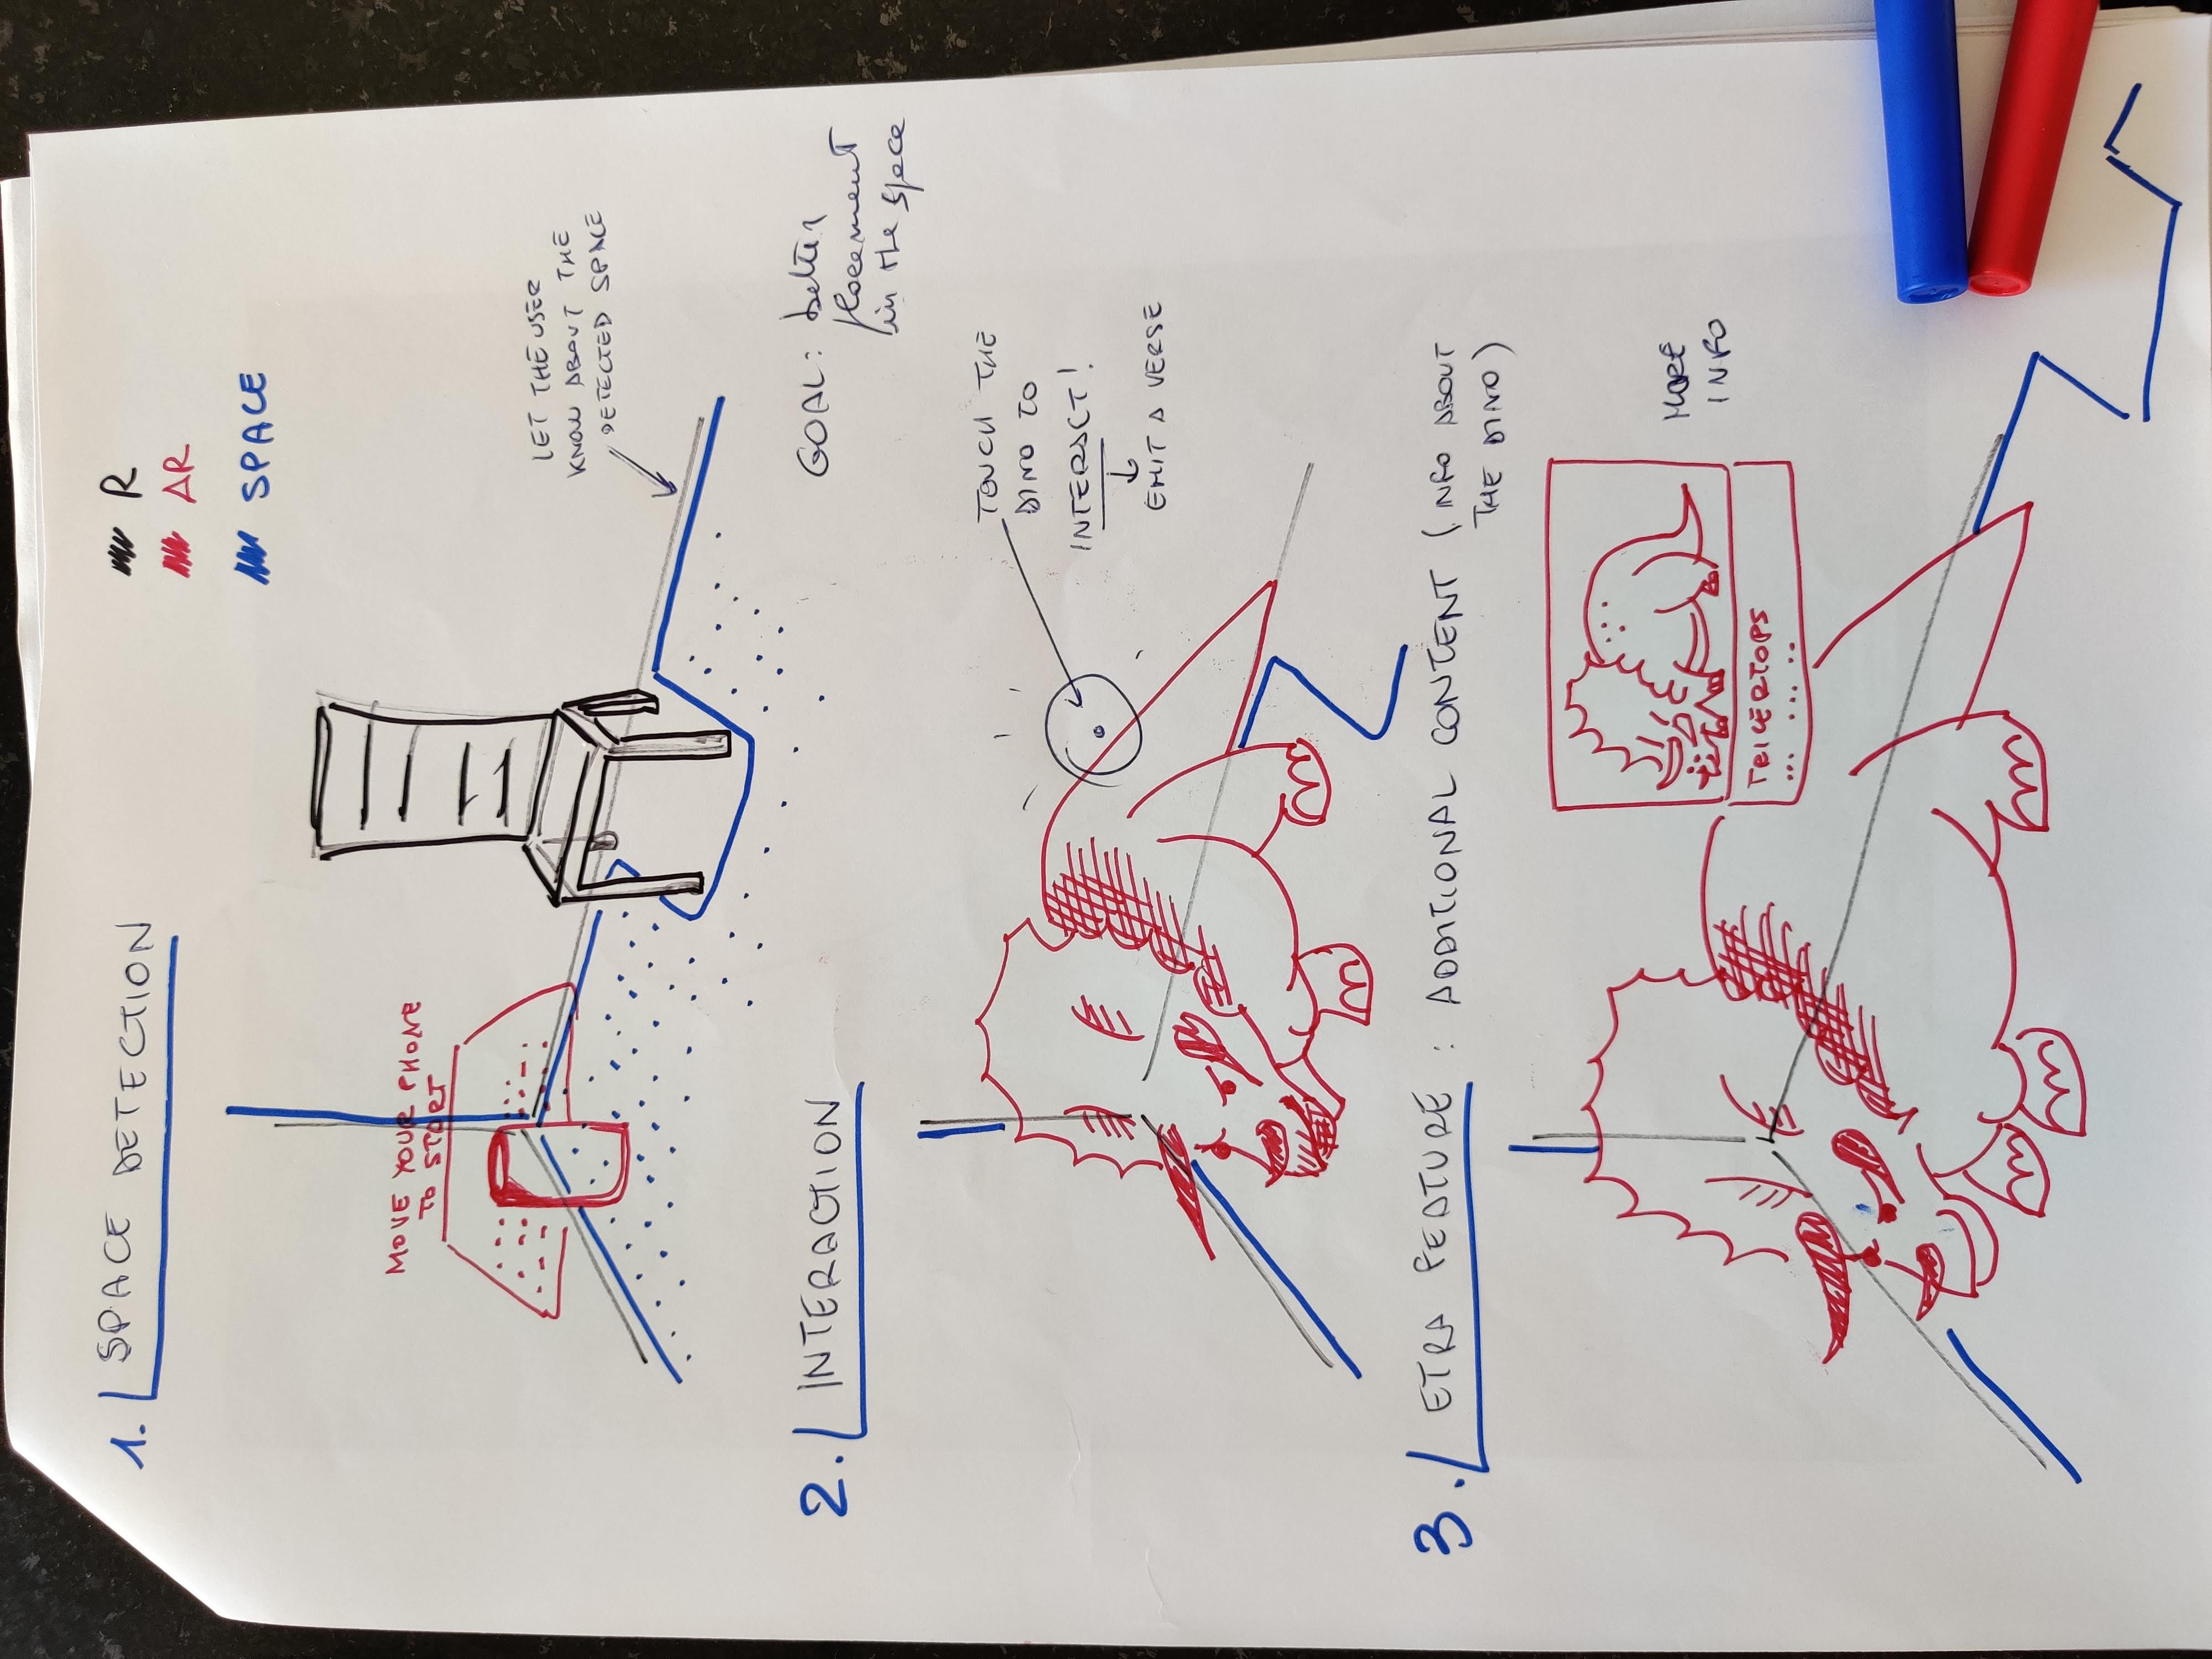 1. SPACE DETECTION
R
AR
SPACE
MOVE YOUR PHONE
TO START
LET THE USER
KNOW ABOUT THE
DETECTED SPACE
2. INTERACTION
GOAL: better
placement
in the space
TOUCH THE
DINO TO
INTERACT!
EMIT A VERSE
3. ETRA FEATURE: ADDITIONAL CONTENT (INFO ABOUT
THE DINO)
MORE
INFO
TRICERTOPS
... ... ..